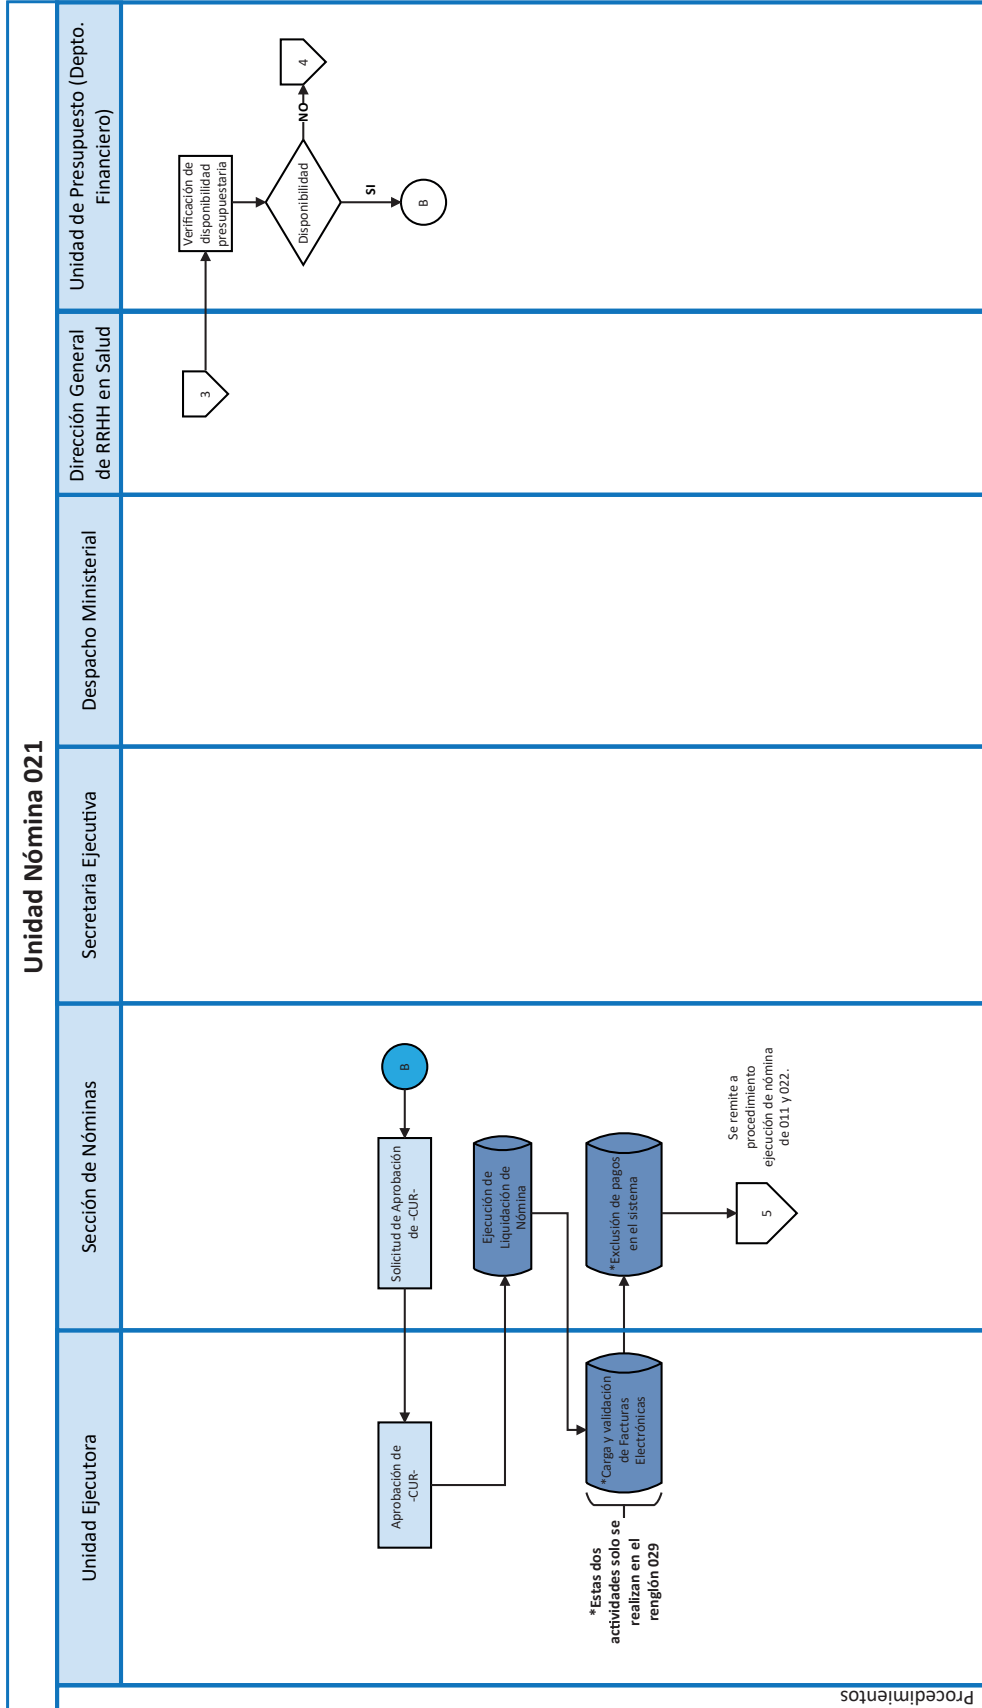 Unidad Nómina 021
Procedimientos
Unidad Ejecutora
Sección de Nóminas
Secretaria Ejecutiva
Despacho Ministerial
Dirección General
de RRHH en Salud
Unidad de Presupuesto (Depto.
Financiero)
3
Verificación de
disponibilidad
presupuestaria
Disponibilidad
NO
4
SI
B
B
Solicitud de Aprobación
de -CUR-
Aprobación de
-CUR-
Ejecución de
Liquidación de
Nómina
*Carga y validación
de Facturas
Electrónicas
*Exclusión de pagos
en el sistema
*Estas dos
actividades solo se
realizan en el
renglón 029
5
Se remite a
procedimiento
ejecución de nómina
de 011 y 022.